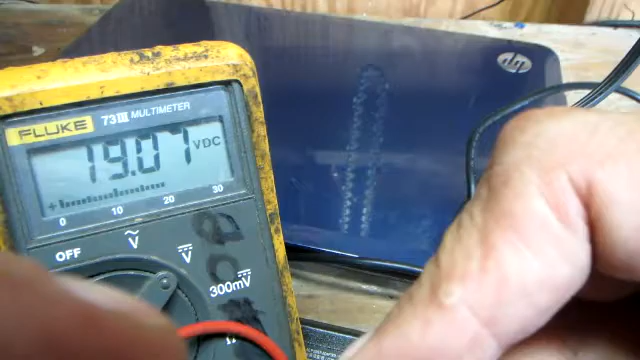 FLUKE 73III MULTIMETER
19.07 VDC
0 10 20 30
OFF
V
V
300mV
hp